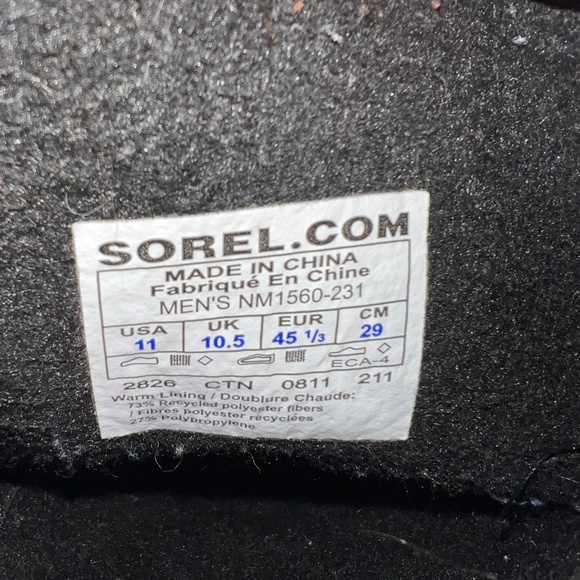 SOREL.COM
MADE IN CHINA
Fabriqué En Chine
MEN'S NM1560-231
USA UK EUR CM
11 10.5 45 1/3 29
ECA-4
2826 CTN 0811 211
Warm Lining / Doublure Chaude:
73% Recycled polyester fibers
/ Fibres polyester recyclées
27% Polypropylene